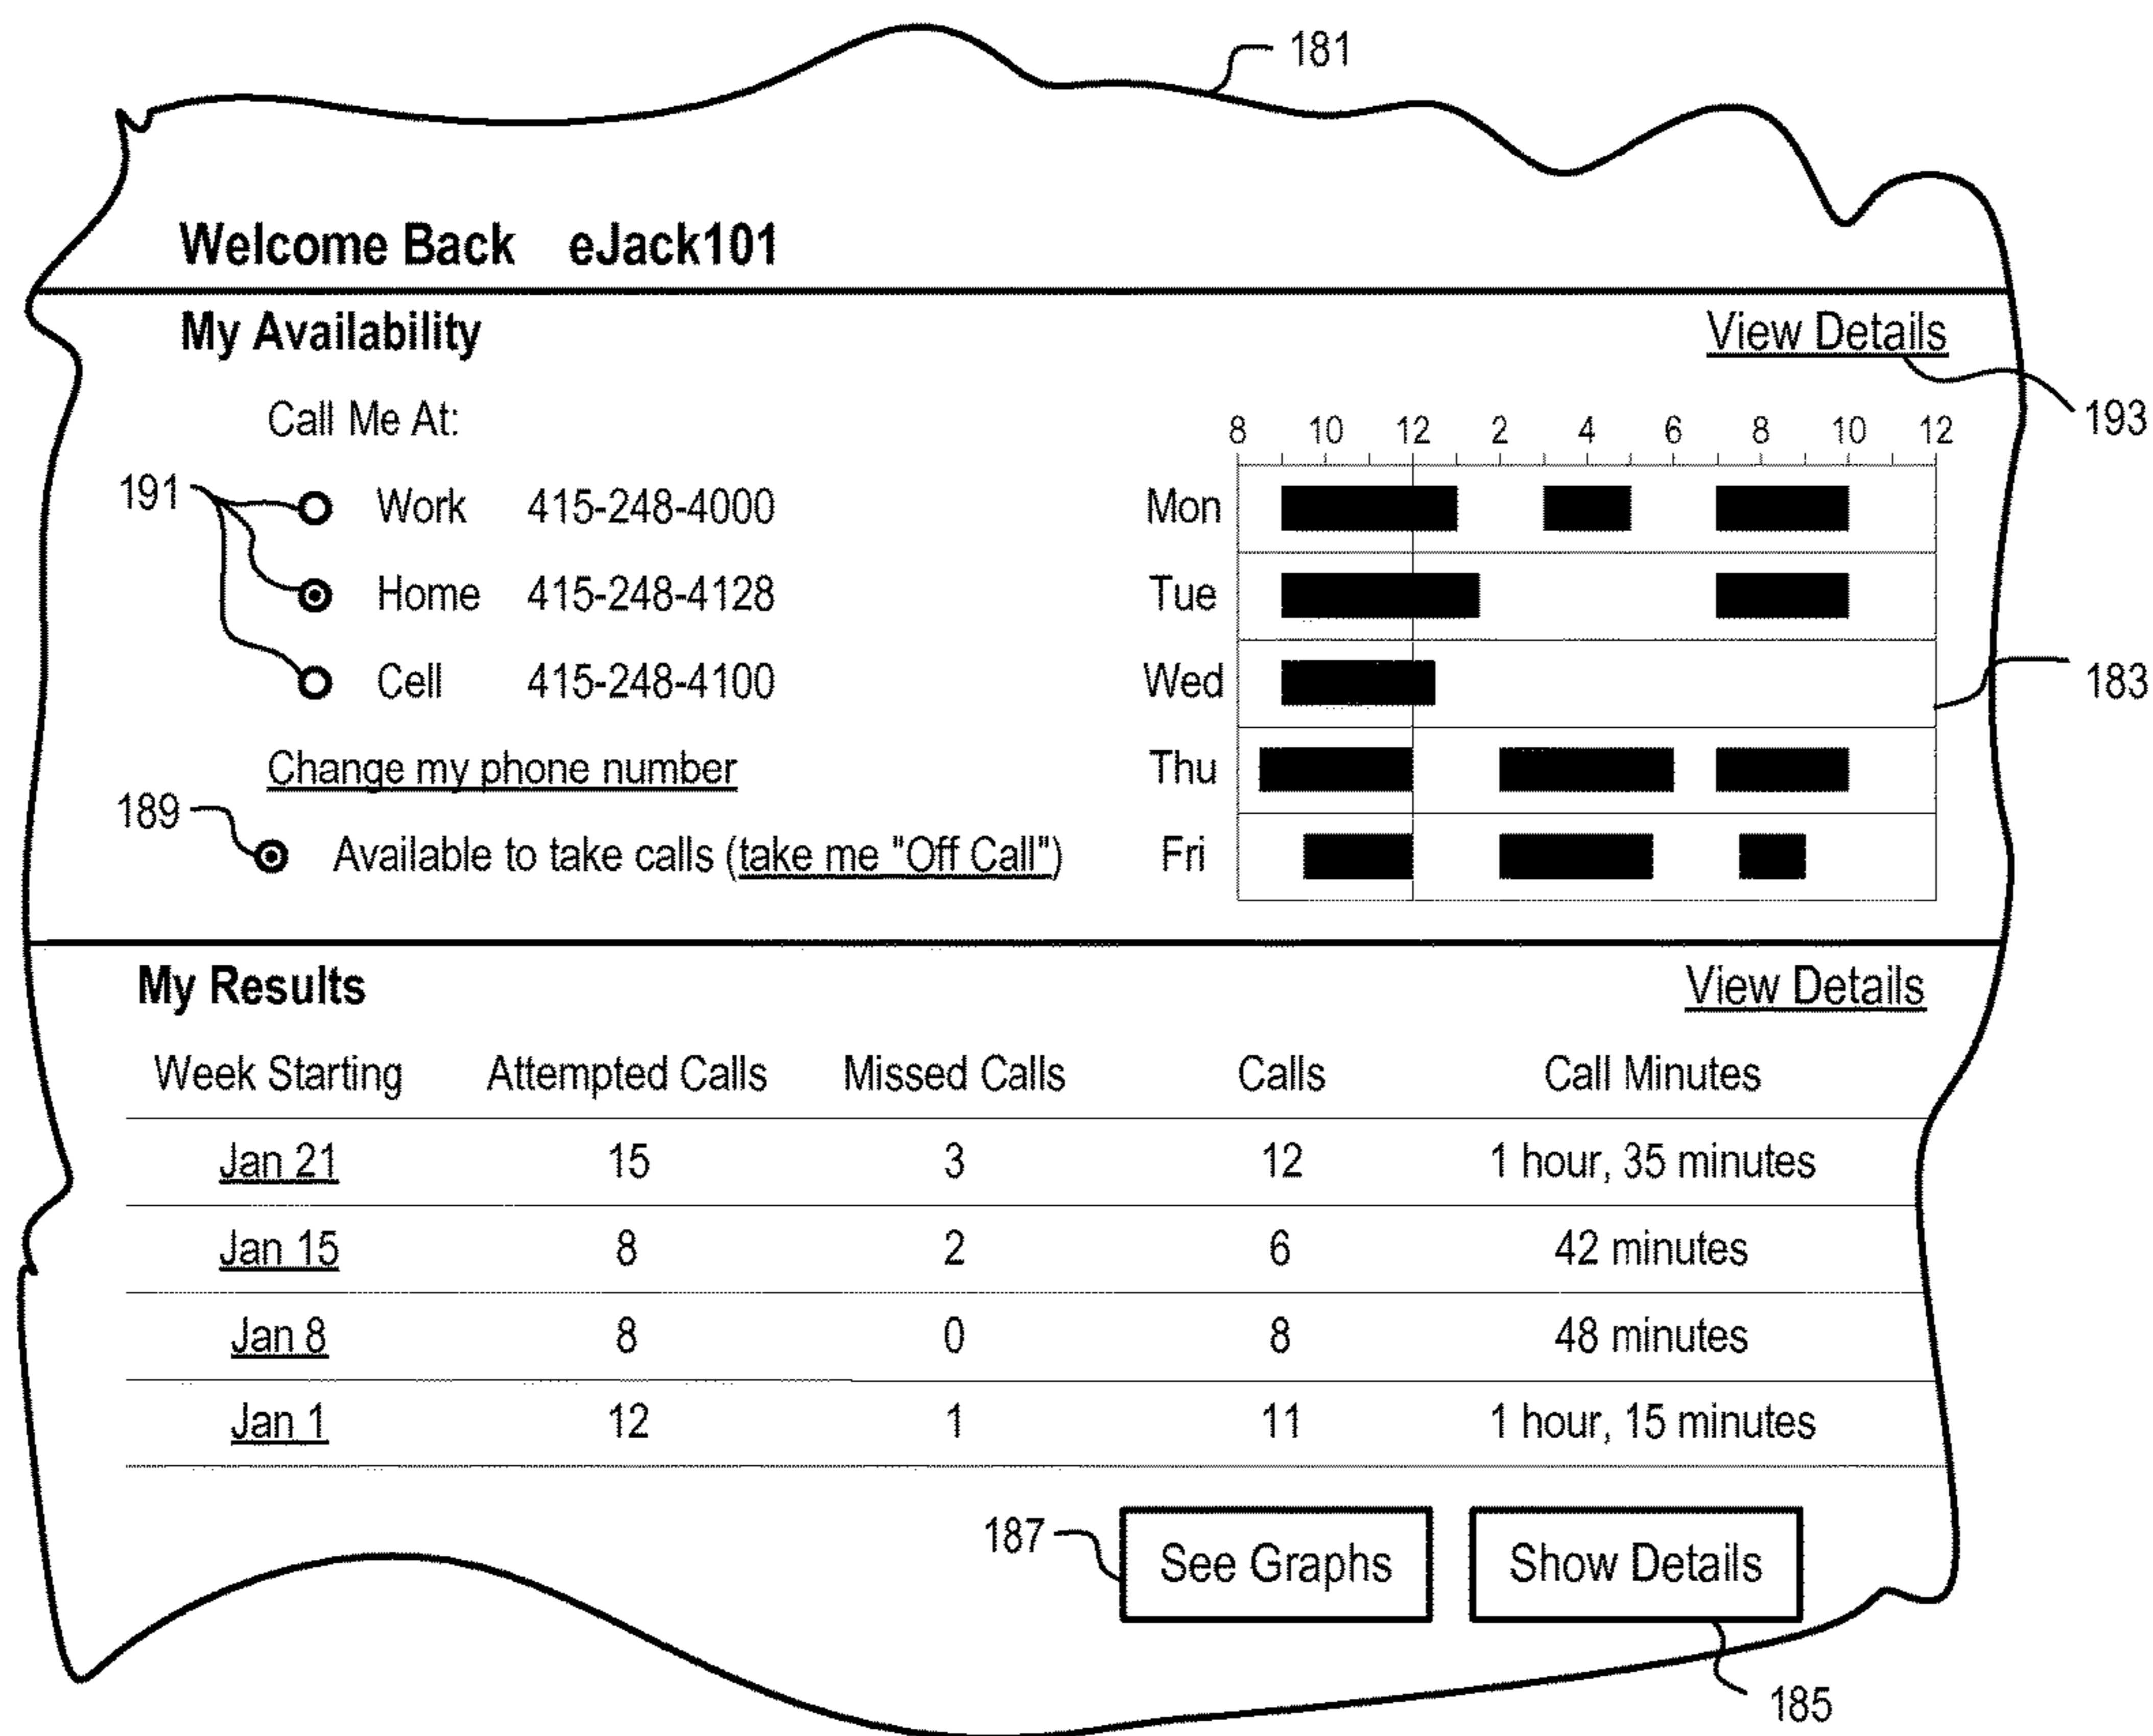 181
Welcome Back eJack101
My Availability View Details
193
Call Me At:
8 10 12 2 4 6 8 10 12
191 Work 415-248-4000 Mon
Home 415-248-4128 Tue
Cell 415-248-4100 Wed
183
Change my phone number Thu
189
Available to take calls (take me "Off Call") Fri
My Results View Details
Week Starting Attempted Calls Missed Calls Calls Call Minutes
Jan 21 15 3 12 1 hour, 35 minutes
Jan 15 8 2 6 42 minutes
Jan 8 8 0 8 48 minutes
Jan 1 12 1 11 1 hour, 15 minutes
187 See Graphs Show Details
185